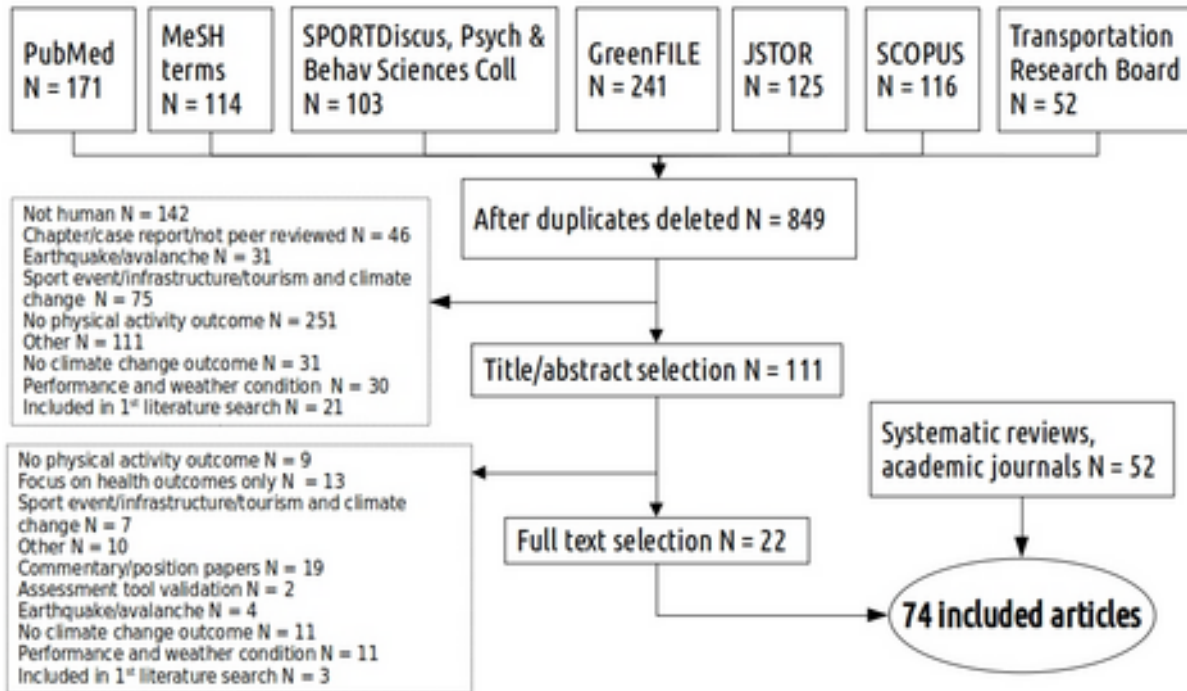 PubMed
N = 171
MeSH
terms
N = 114
SPORTDiscus, Psych &
Behav Sciences Coll
N = 103
GreenFILE
N = 241
JSTOR
N = 125
SCOPUS
N = 116
Transportation
Research Board
N = 52
After duplicates deleted N = 849
Not human N = 142
Chapter/case report/not peer reviewed N = 46
Earthquake/avalanche N = 31
Sport event/infrastructure/tourism and climate
change N = 75
No physical activity outcome N = 251
Other N = 111
No climate change outcome N = 31
Performance and weather condition N = 30
Included in 1st literature search N = 21
Title/abstract selection N = 111
No physical activity outcome N = 9
Focus on health outcomes only N = 13
Sport event/infrastructure/tourism and climate
change N = 7
Other N = 10
Commentary/position papers N = 19
Assessment tool validation N = 2
Earthquake/avalanche N = 4
No climate change outcome N = 11
Performance and weather condition N = 11
Included in 1st literature search N = 3
Full text selection N = 22
Systematic reviews,
academic journals N = 52
74 included articles